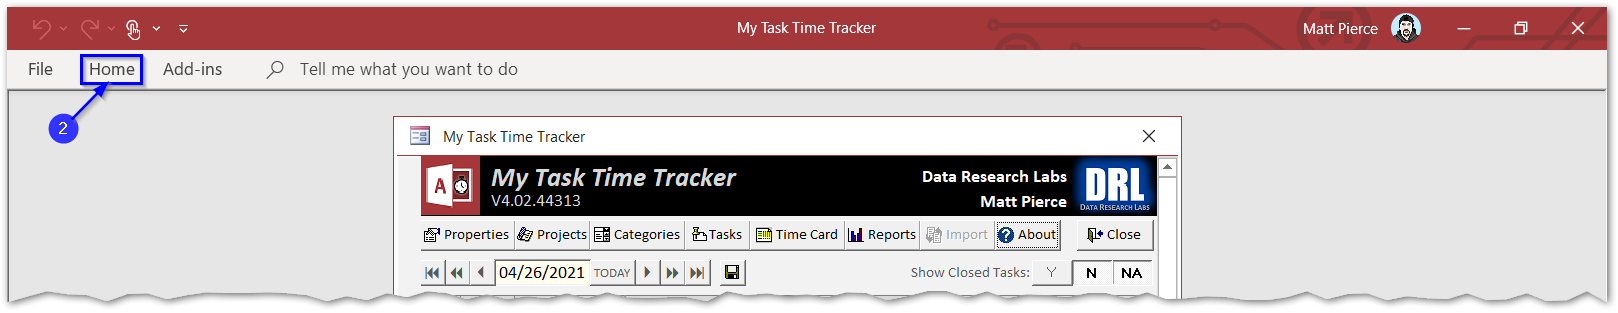 My Task Time Tracker
Matt Pierce
File Home Add-ins Tell me what you want to do
2
My Task Time Tracker
A
My Task Time Tracker
V4.02.44313
Data Research Labs
Matt Pierce
DRL
DATA RESEARCH LABS
Properties Projects Categories Tasks Time Card Reports Import ? About Close
04/26/2021 TODAY Show Closed Tasks: Y N NA